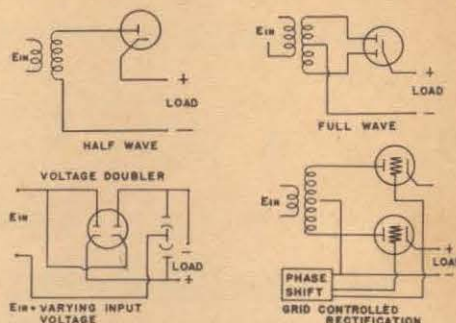 EIN
+
LOAD
–
HALF WAVE
EIN
+
LOAD
–
FULL WAVE
VOLTAGE DOUBLER
EIN
–
LOAD
+
EIN = VARYING INPUT
VOLTAGE
EIN
+
LOAD
–
PHASE
SHIFT
GRID CONTROLLED
RECTIFICATION